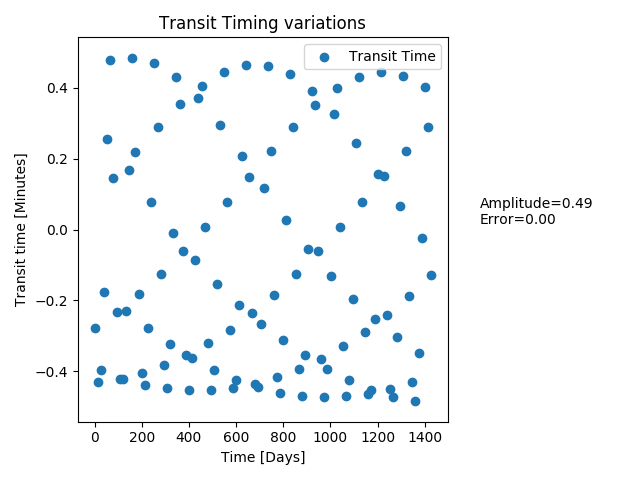 Transit Timing variations
Transit Time
Transit time [Minutes]
0.4
0.2
0.0
−0.2
−0.4
0 200 400 600 800 1000 1200 1400
Time [Days]
Amplitude=0.49
Error=0.00